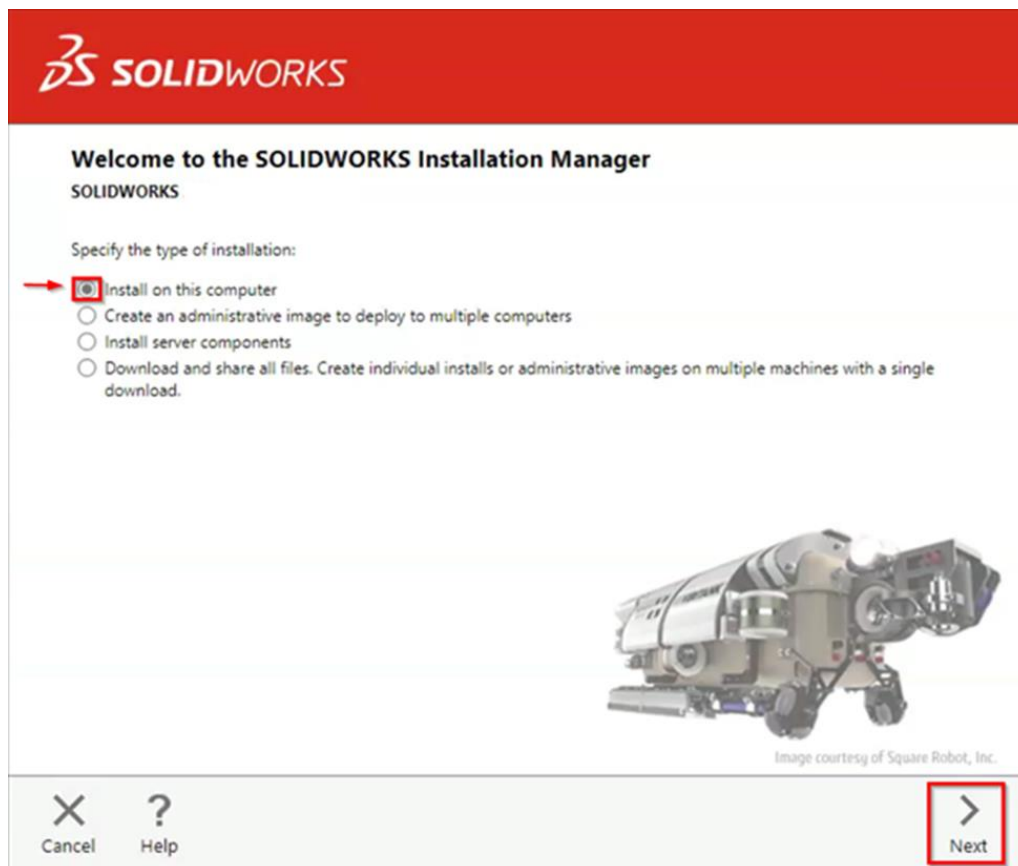 SOLIDWORKS
Welcome to the SOLIDWORKS Installation Manager
SOLIDWORKS
Specify the type of installation:
Install on this computer
Create an administrative image to deploy to multiple computers
Install server components
Download and share all files. Create individual installs or administrative images on multiple machines with a single
download.
Image courtesy of Square Robot, Inc.
Cancel
? Help
Next